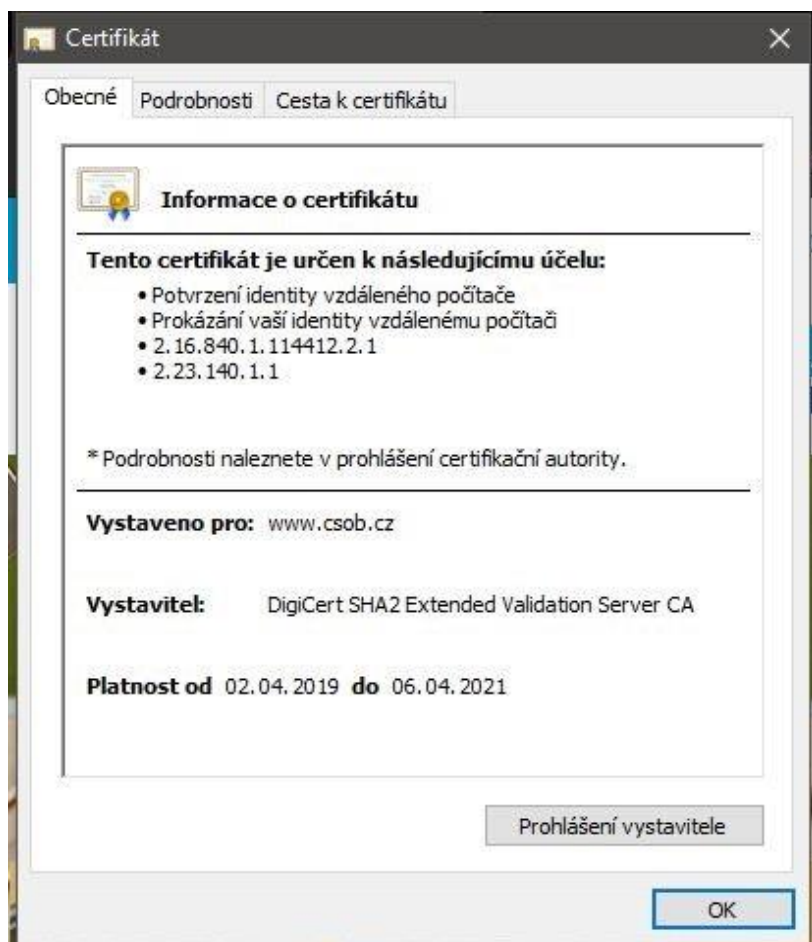 Certifikát
Obecné Podrobnosti Cesta k certifikátu
Informace o certifikátu
Tento certifikát je určen k následujícímu účelu:
• Potvrzení identity vzdáleného počítače
• Prokázání vaší identity vzdálenému počítači
• 2.16.840.1.114412.2.1
• 2.23.140.1.1
* Podrobnosti naleznete v prohlášení certifikační autority.
Vystaveno pro: www.csob.cz
Vystavitel: DigiCert SHA2 Extended Validation Server CA
Platnost od 02.04.2019 do 06.04.2021
Prohlášení vystavitele
OK